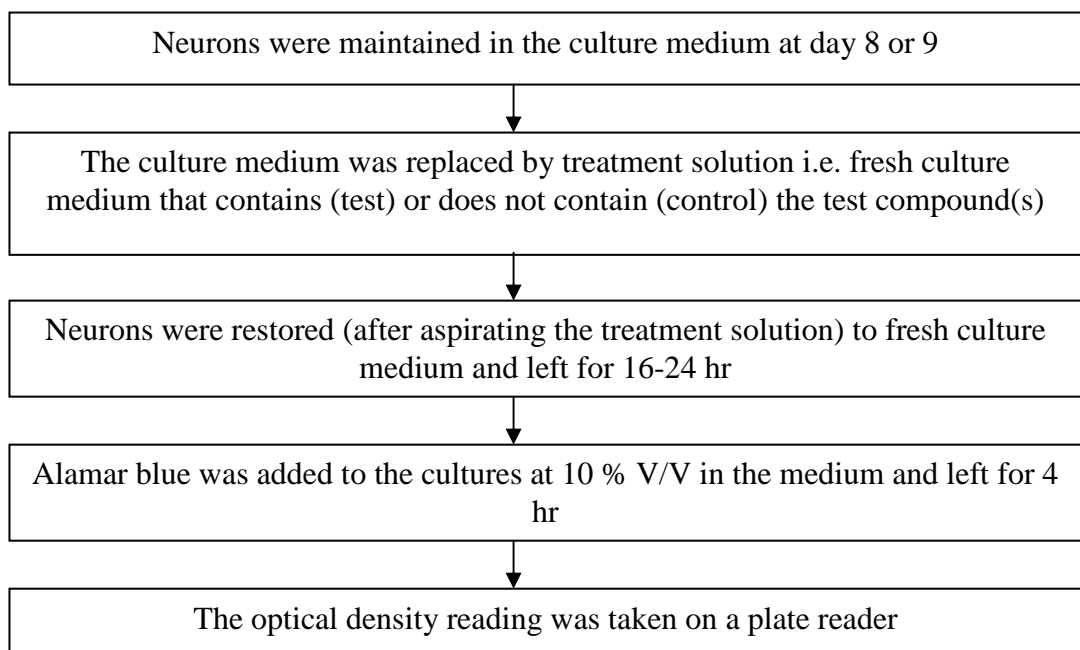 Neurons were maintained in the culture medium at day 8 or 9
The culture medium was replaced by treatment solution i.e. fresh culture
medium that contains (test) or does not contain (control) the test compound(s)
Neurons were restored (after aspirating the treatment solution) to fresh culture
medium and left for 16-24 hr
Alamar blue was added to the cultures at 10 % V/V in the medium and left for 4
hr
The optical density reading was taken on a plate reader